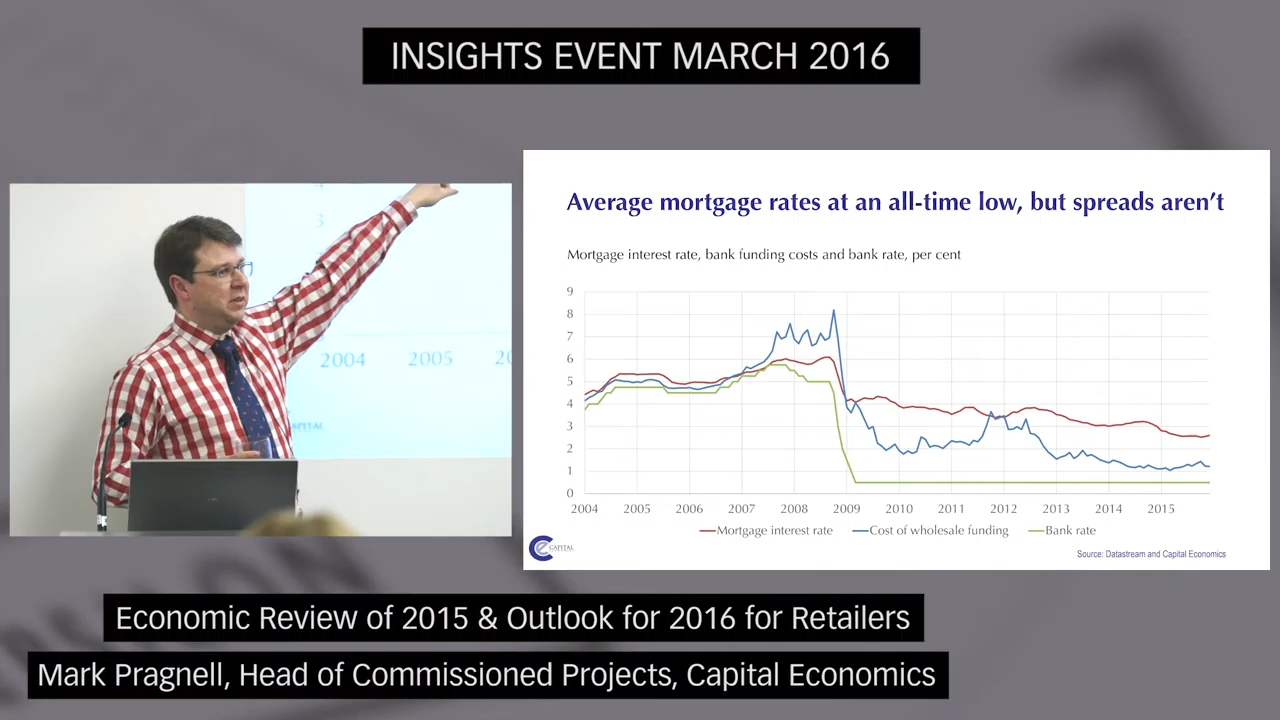 INSIGHTS EVENT MARCH 2016
3
2004 2005 20
CAPITAL
Average mortgage rates at an all-time low, but spreads aren't
Mortgage interest rate, bank funding costs and bank rate, per cent
9
8
7
6
5
4
3
2
1
0
2004 2005 2006 2007 2008 2009 2010 2011 2012 2013 2014 2015
Mortgage interest rate Cost of wholesale funding Bank rate
CAPITAL
Source: Datastream and Capital Economics
Economic Review of 2015 & Outlook for 2016 for Retailers
Mark Pragnell, Head of Commissioned Projects, Capital Economics